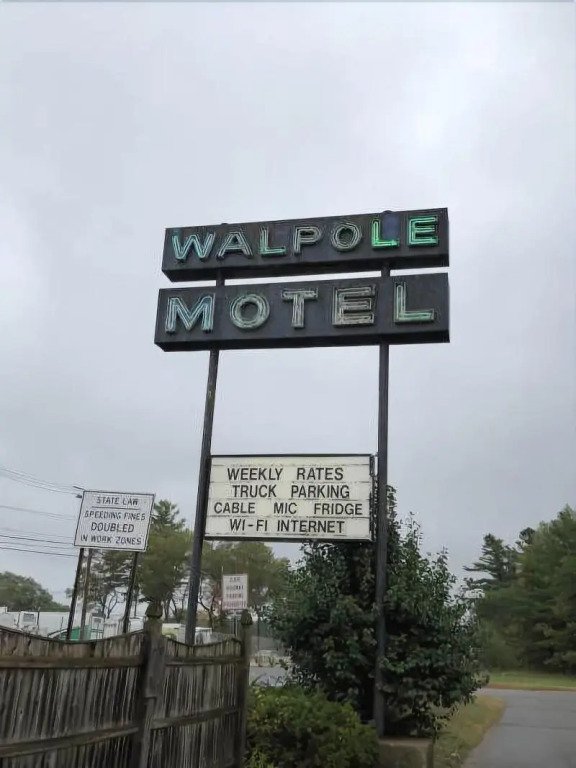 WALPOLE
MOTEL
WEEKLY RATES
TRUCK PARKING
CABLE MIC FRIDGE
WI-FI INTERNET
STATE LAW
SPEEDING FINES
DOUBLED
IN WORK ZONES